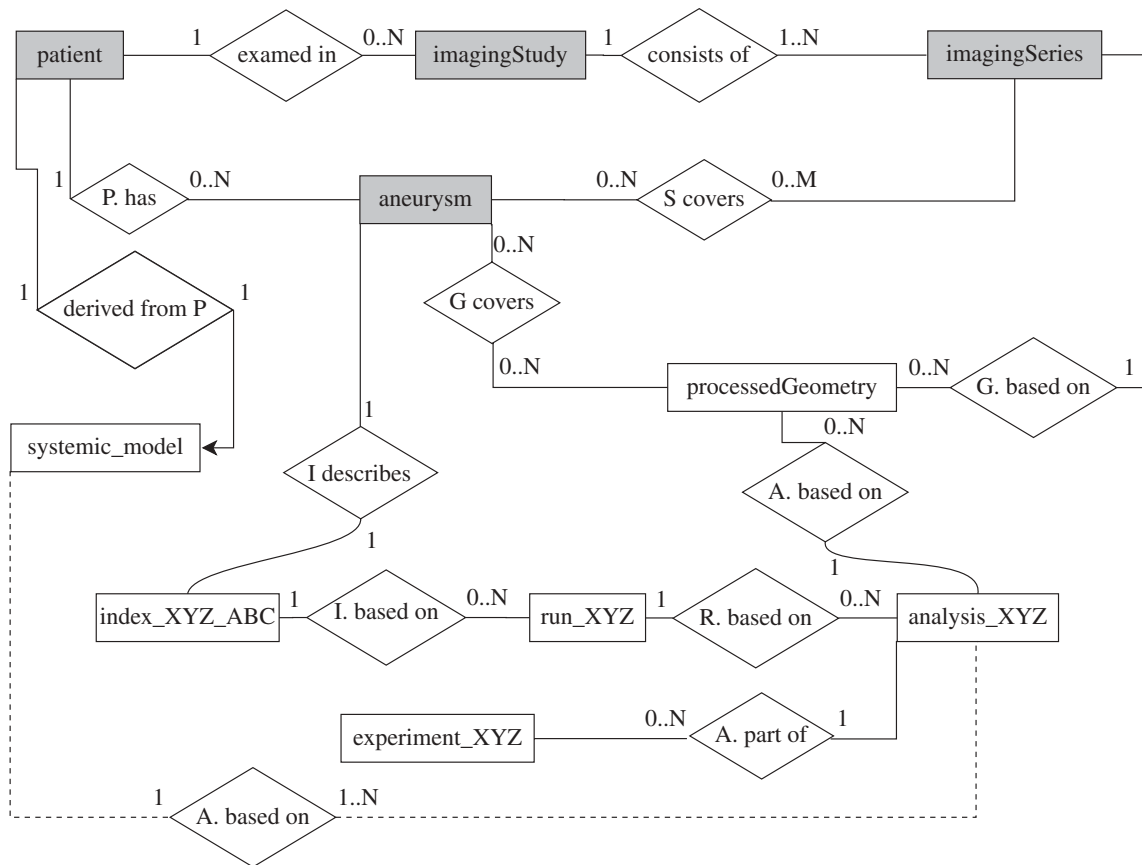 1 0..N 1 1..N
patient examed in imagingStudy consists of imagingSeries
1 P. has 0..N aneurysm 0..N S covers 0..M
0..N
1 derived from P 1 G covers
0..N processedGeometry 0..N G. based on 1
1 0..N
systemic_model I describes A. based on
1 1
index_XYZ_ABC 1 I. based on 0..N run_XYZ 1 R. based on 0..N analysis_XYZ
experiment_XYZ 0..N A. part of 1
1 A. based on 1..N